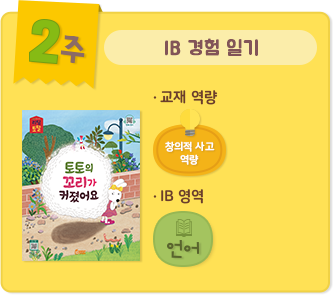 2주
IB 경험 일기
· 교재 역량
창의적 사고
역량
토토의
꼬리가
커졌어요
· IB 영역
언어